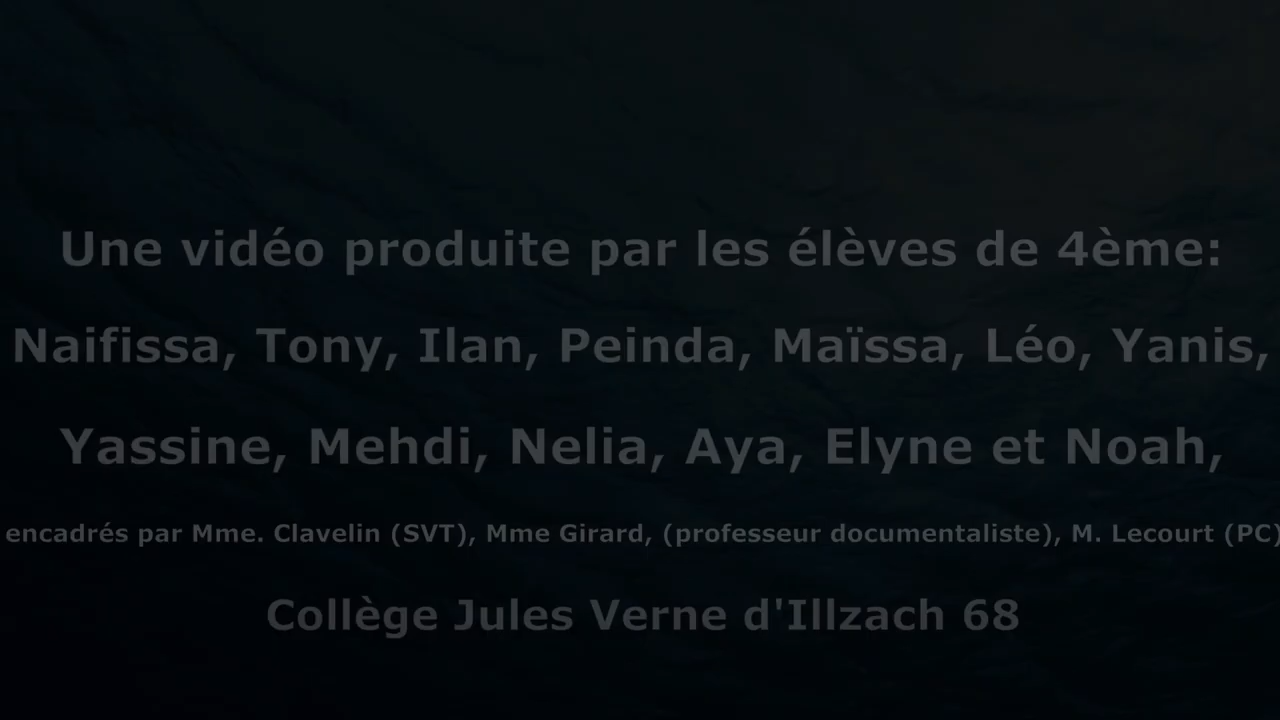 Une vidéo produite par les élèves de 4ème:
Naifissa, Tony, Ilan, Peinda, Maïssa, Léo, Yanis,
Yassine, Mehdi, Nelia, Aya, Elyne et Noah,
encadrés par Mme. Clavelin (SVT), Mme Girard, (professeur documentaliste), M. Lecourt (PC)
Collège Jules Verne d'Illzach 68